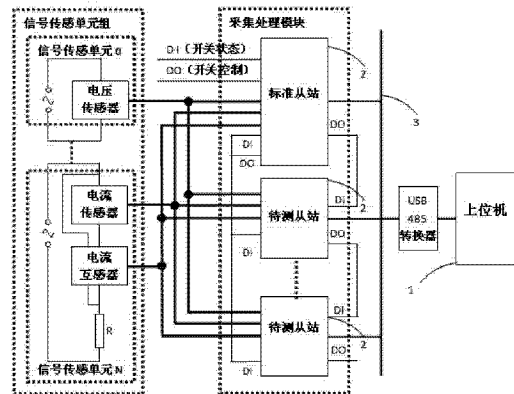 信号传感单元组
采集处理模块
信号传感单元0
电压
传感器
DI（开关状态）
DO（开关控制）
标准从站
2
3
DO
DI
DO
电流
传感器
电流
互感器
R
信号传感单元N
待测从站
2
DI
DO
DI
待测从站
2
DI
DO
DI
USB
485
转换器
上位机
1